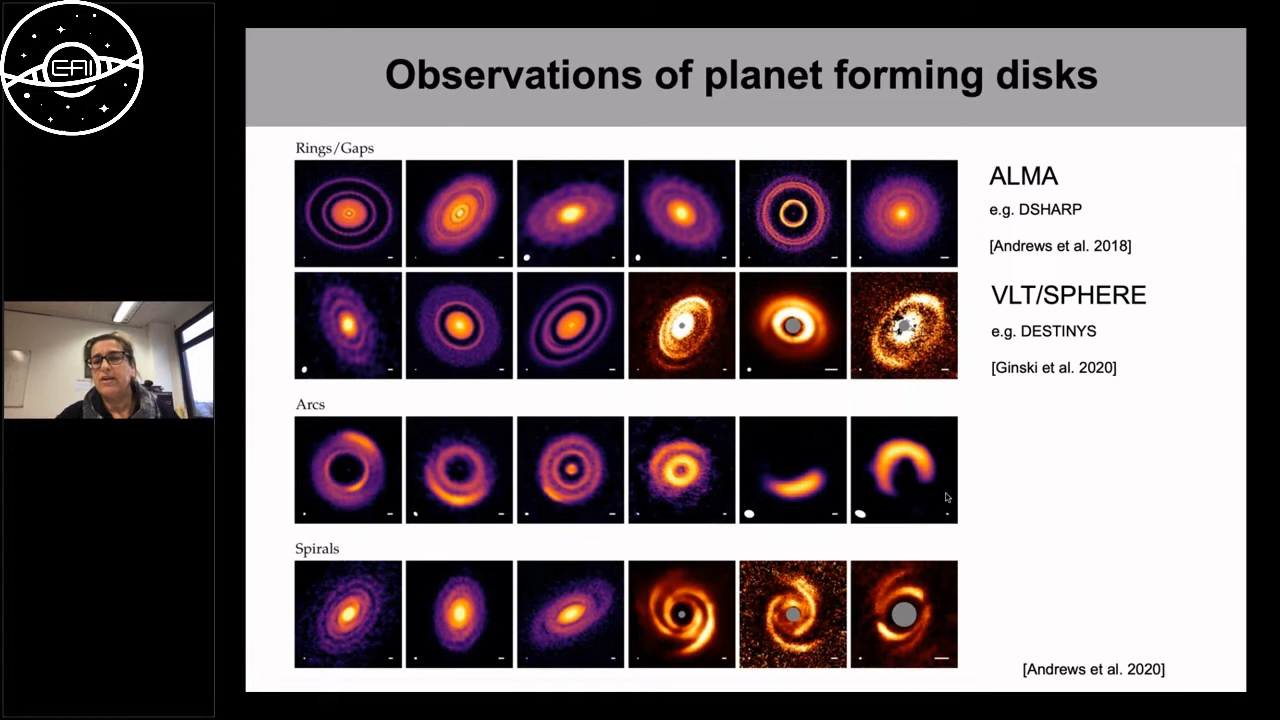 EAI
Observations of planet forming disks
Rings/Gaps
ALMA
e.g. DSHARP
[Andrews et al. 2018]
VLT/SPHERE
e.g. DESTINYS
[Ginski et al. 2020]
Arcs
Spirals
[Andrews et al. 2020]